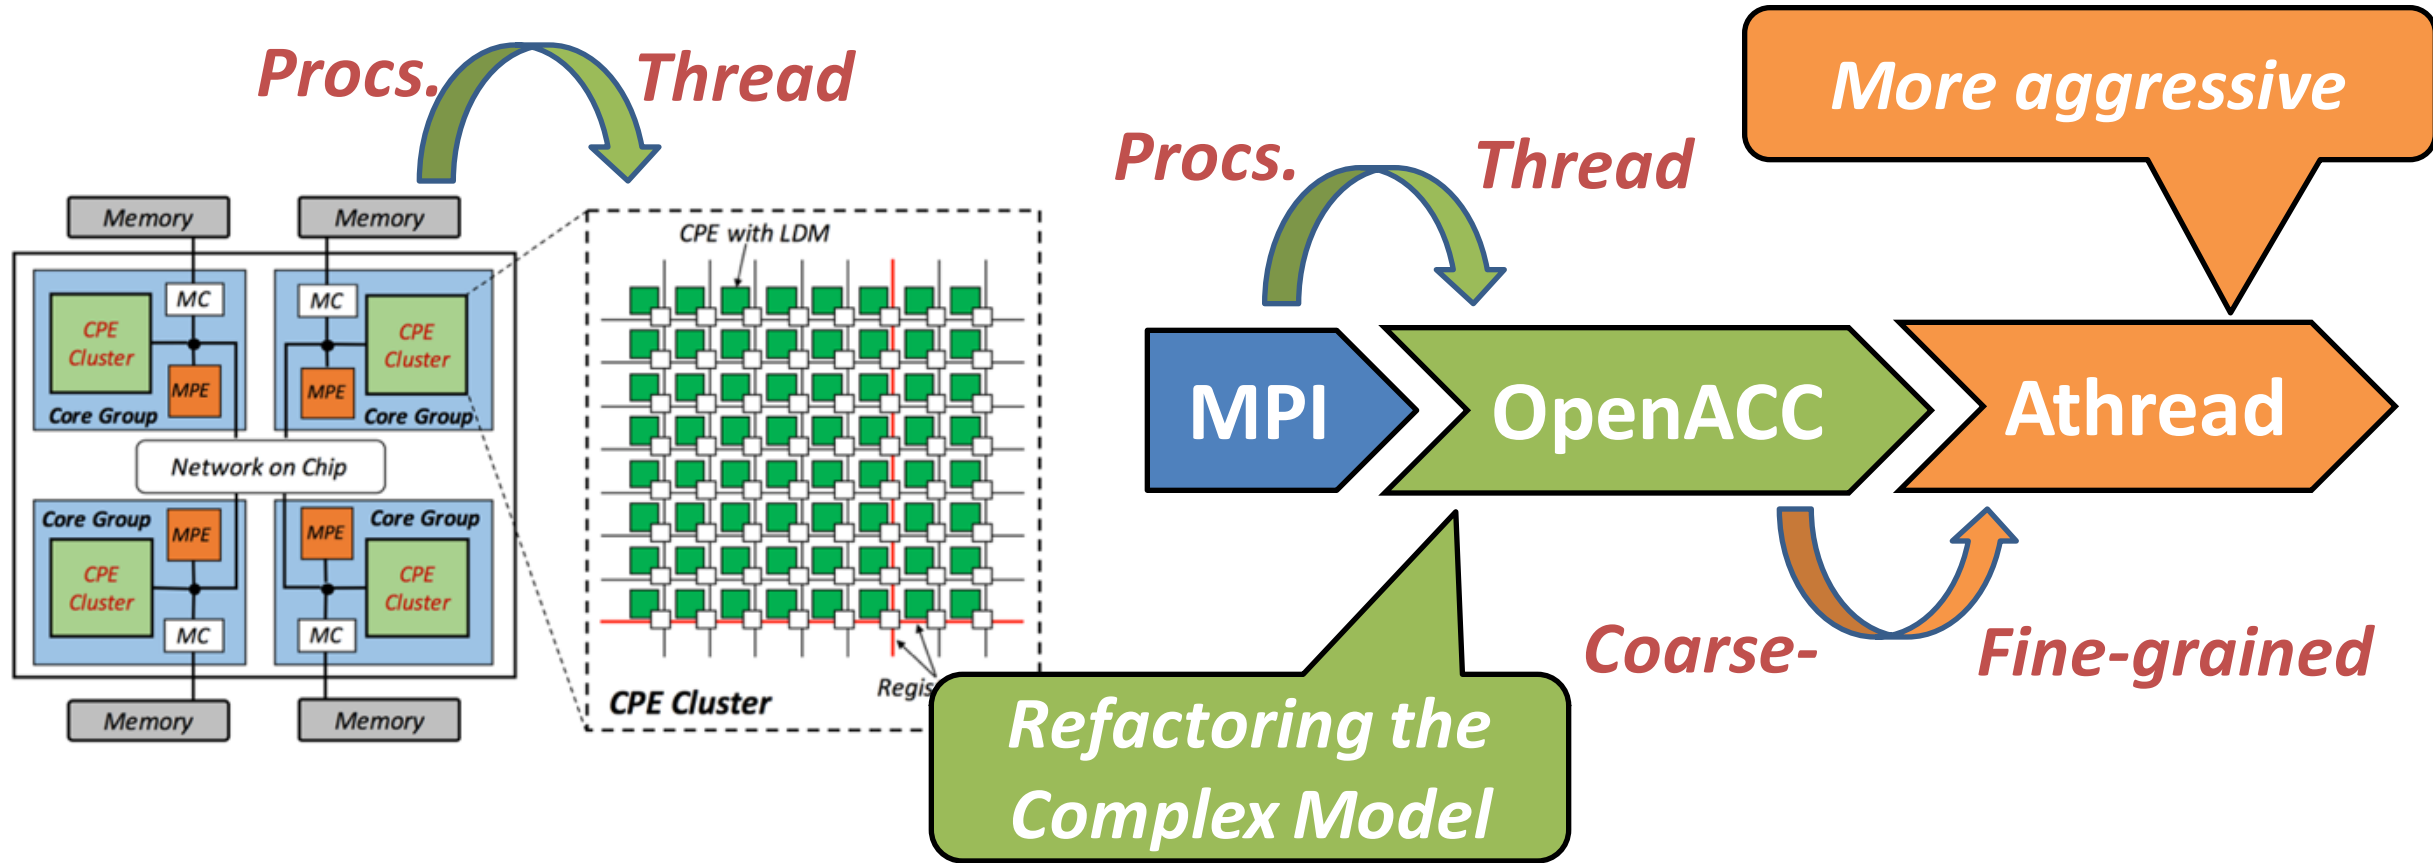 Procs.
Thread
Memory
Memory
MC
CPE
Cluster
MPE
Core Group
MC
CPE
Cluster
MPE
Core Group
Network on Chip
Core Group
MPE
CPE
Cluster
MC
MPE
Core Group
CPE
Cluster
MC
Memory
Memory
CPE with LDM
Regis
CPE Cluster
Procs.
Thread
More aggressive
MPI
OpenACC
Athread
Coarse-
Fine-grained
Refactoring the
Complex Model